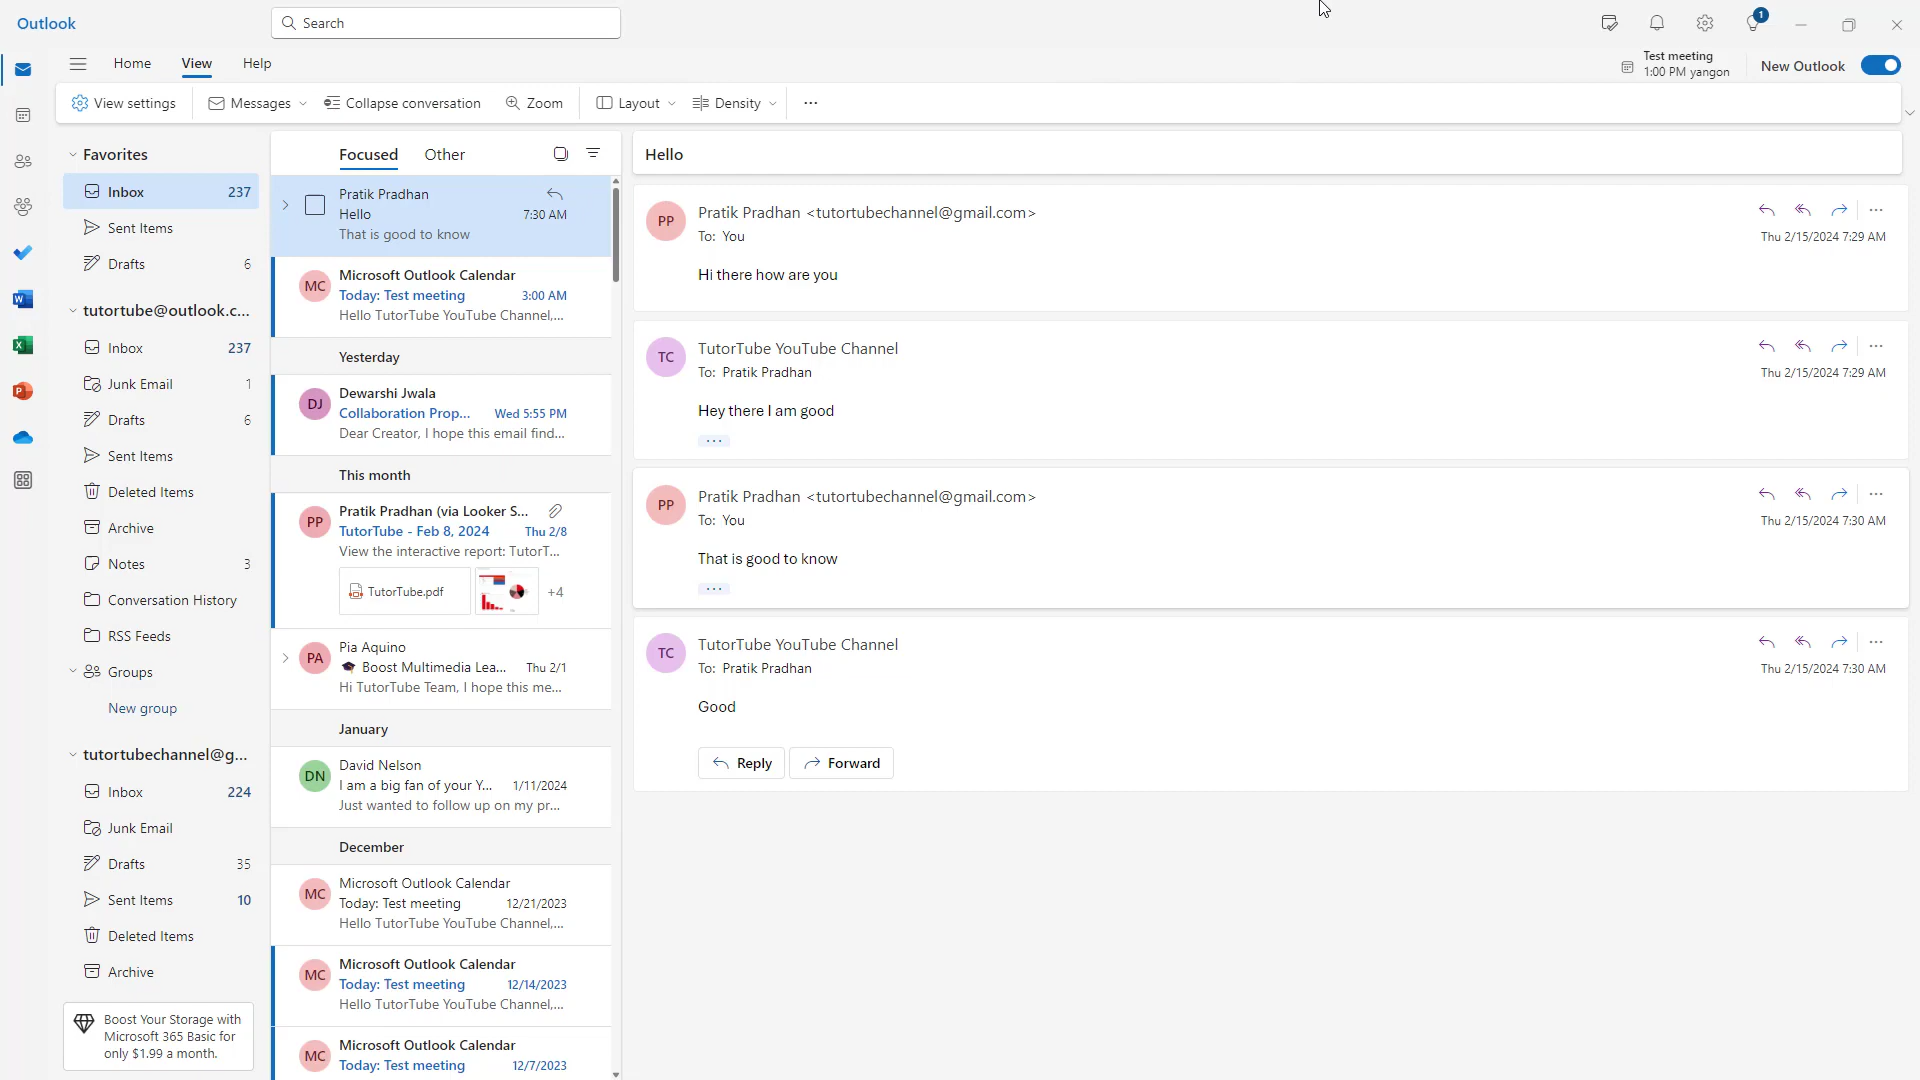 Outlook
Search
1
Home
View
Help
Test meeting
1:00 PM yangon
New Outlook
View settings
Messages
Collapse conversation
Zoom
Layout
Density
...
Favorites
Inbox 237
Sent Items
Drafts 6
tutortube@outlook.c...
Inbox 237
Junk Email 1
Drafts 6
Sent Items
Deleted Items
Archive
Notes 3
Conversation History
RSS Feeds
Groups
New group
tutortubechannel@g...
Inbox 224
Junk Email
Drafts 35
Sent Items 10
Deleted Items
Archive
Boost Your Storage with
Microsoft 365 Basic for
only $1.99 a month.
Focused
Other
Pratik Pradhan
Hello 7:30 AM
That is good to know
MC
Microsoft Outlook Calendar
Today: Test meeting 3:00 AM
Hello TutorTube YouTube Channel,...
Yesterday
DJ
Dewarshi Jwala
Collaboration Prop... Wed 5:55 PM
Dear Creator, I hope this email find...
This month
PP
Pratik Pradhan (via Looker S...
TutorTube - Feb 8, 2024 Thu 2/8
View the interactive report: TutorT...
TutorTube.pdf
+4
PA
Pia Aquino
🎓 Boost Multimedia Lea... Thu 2/1
Hi TutorTube Team, I hope this me...
January
DN
David Nelson
I am a big fan of your Y... 1/11/2024
Just wanted to follow up on my pr...
December
MC
Microsoft Outlook Calendar
Today: Test meeting 12/21/2023
Hello TutorTube YouTube Channel,...
MC
Microsoft Outlook Calendar
Today: Test meeting 12/14/2023
Hello TutorTube YouTube Channel,...
MC
Microsoft Outlook Calendar
Today: Test meeting 12/7/2023
Hello
PP
Pratik Pradhan <tutortubechannel@gmail.com>
To: You
Thu 2/15/2024 7:29 AM
Hi there how are you
TC
TutorTube YouTube Channel
To: Pratik Pradhan
Thu 2/15/2024 7:29 AM
Hey there I am good
...
PP
Pratik Pradhan <tutortubechannel@gmail.com>
To: You
Thu 2/15/2024 7:30 AM
That is good to know
...
TC
TutorTube YouTube Channel
To: Pratik Pradhan
Thu 2/15/2024 7:30 AM
Good
Reply
Forward